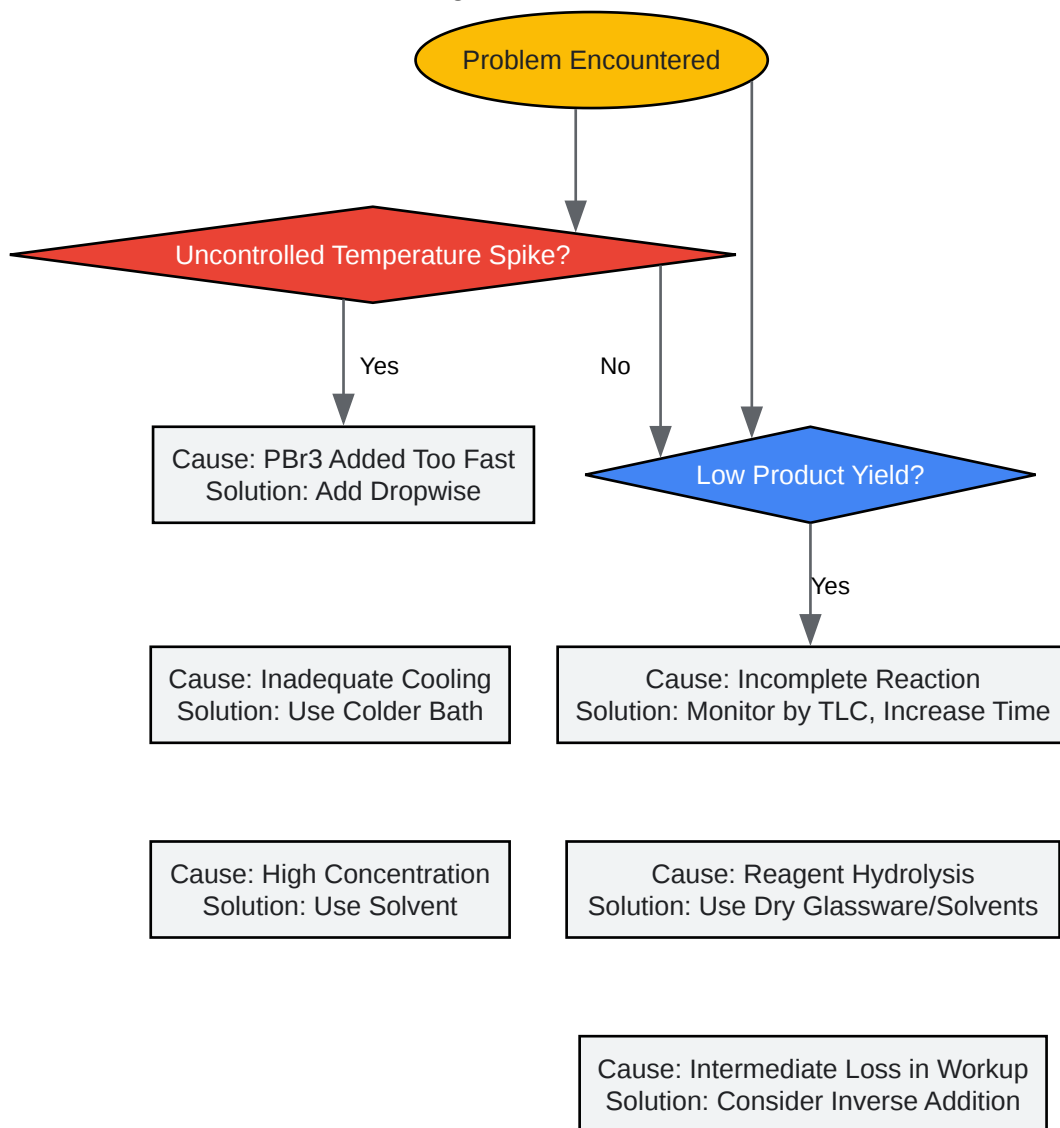 Problem Encountered
Uncontrolled Temperature Spike?
Yes
No
Cause: PBr3 Added Too Fast
Solution: Add Dropwise
Low Product Yield?
Yes
Cause: Inadequate Cooling
Solution: Use Colder Bath
Cause: Incomplete Reaction
Solution: Monitor by TLC, Increase Time
Cause: High Concentration
Solution: Use Solvent
Cause: Reagent Hydrolysis
Solution: Use Dry Glassware/Solvents
Cause: Intermediate Loss in Workup
Solution: Consider Inverse Addition